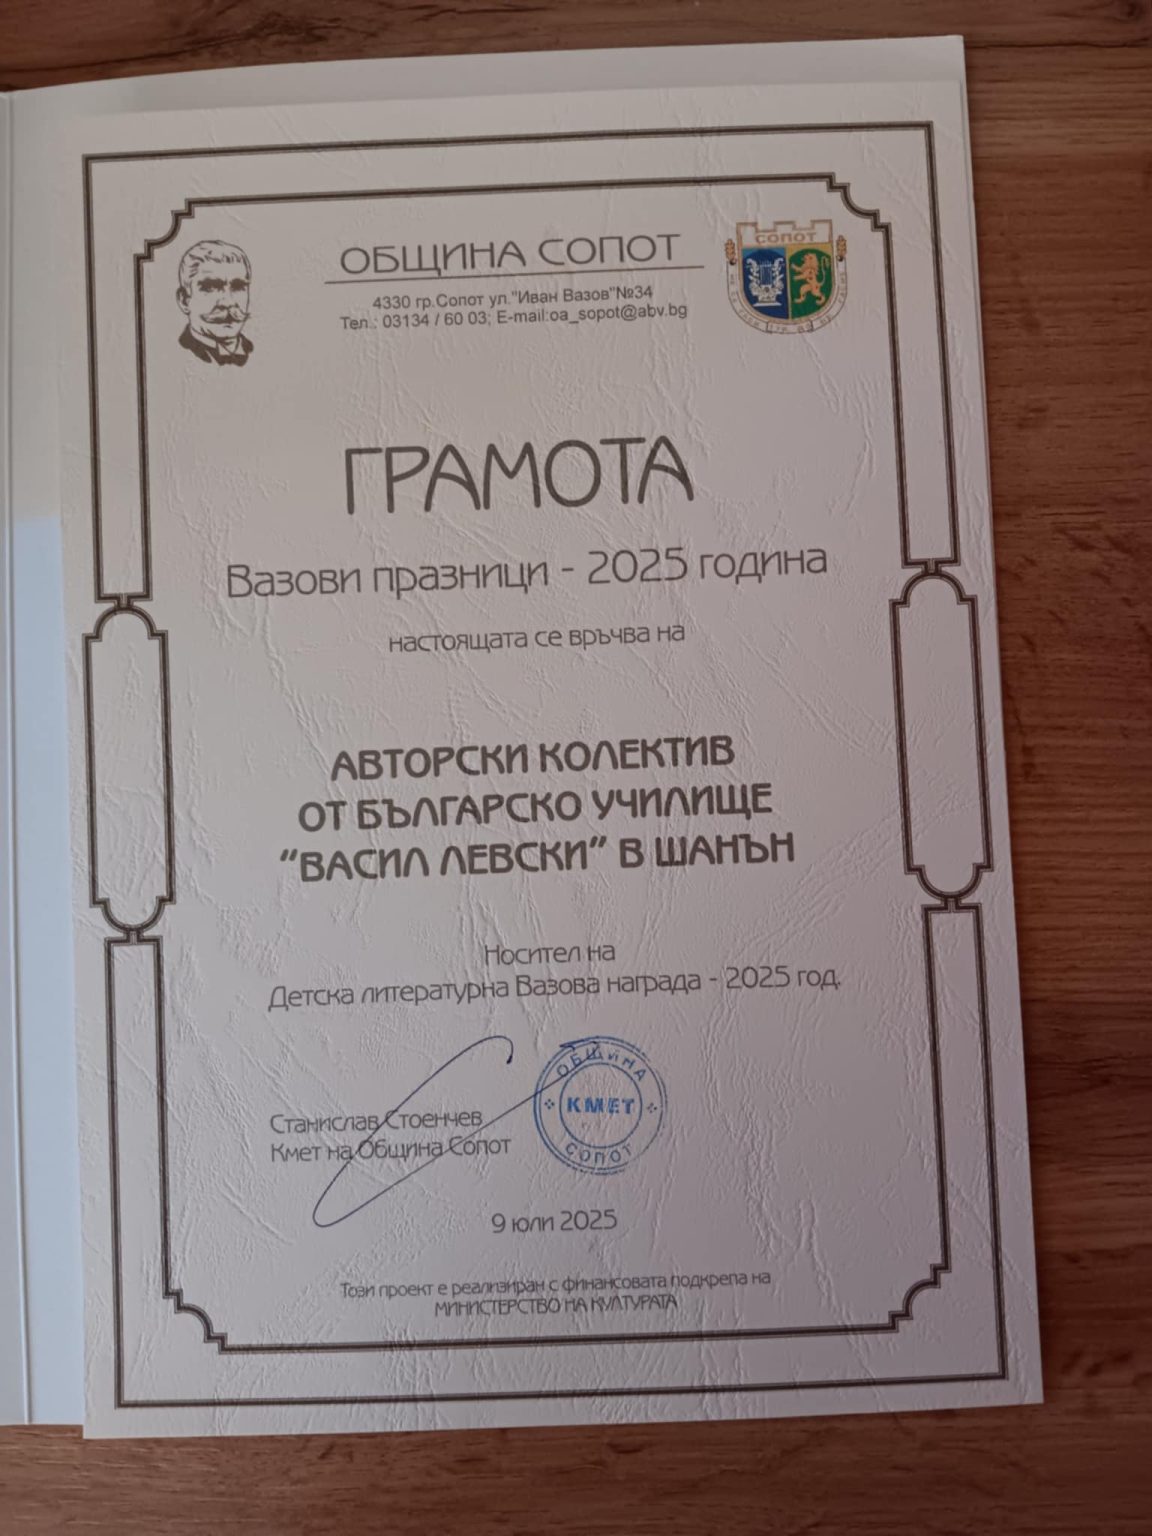 ОБЩИНА СОПОТ
4330 гр.Сопот ул."Иван Вазов"№34
Тел.: 03134 / 60 03; E-mail:oa_sopot@abv.bg
СОПОТ
ГРАМОТА
Вазови празници - 2025 година
настоящата се връчва на
АВТОРСКИ КОЛЕКТИВ
ОТ БЪЛГАРСКО УЧИЛИЩЕ
“ВАСИЛ ЛЕВСКИ” В ШАНЪН
Носител на
Детска литературна Вазова награда - 2025 год.
Станислав Стоенчев
Кмет на Община Сопот
ОБЩИНА
КМЕТ
СОПОТ
9 юли 2025
Този проект е реализиран с финансовата подкрепа на
МИНИСТЕРСТВО НА КУЛТУРАТА